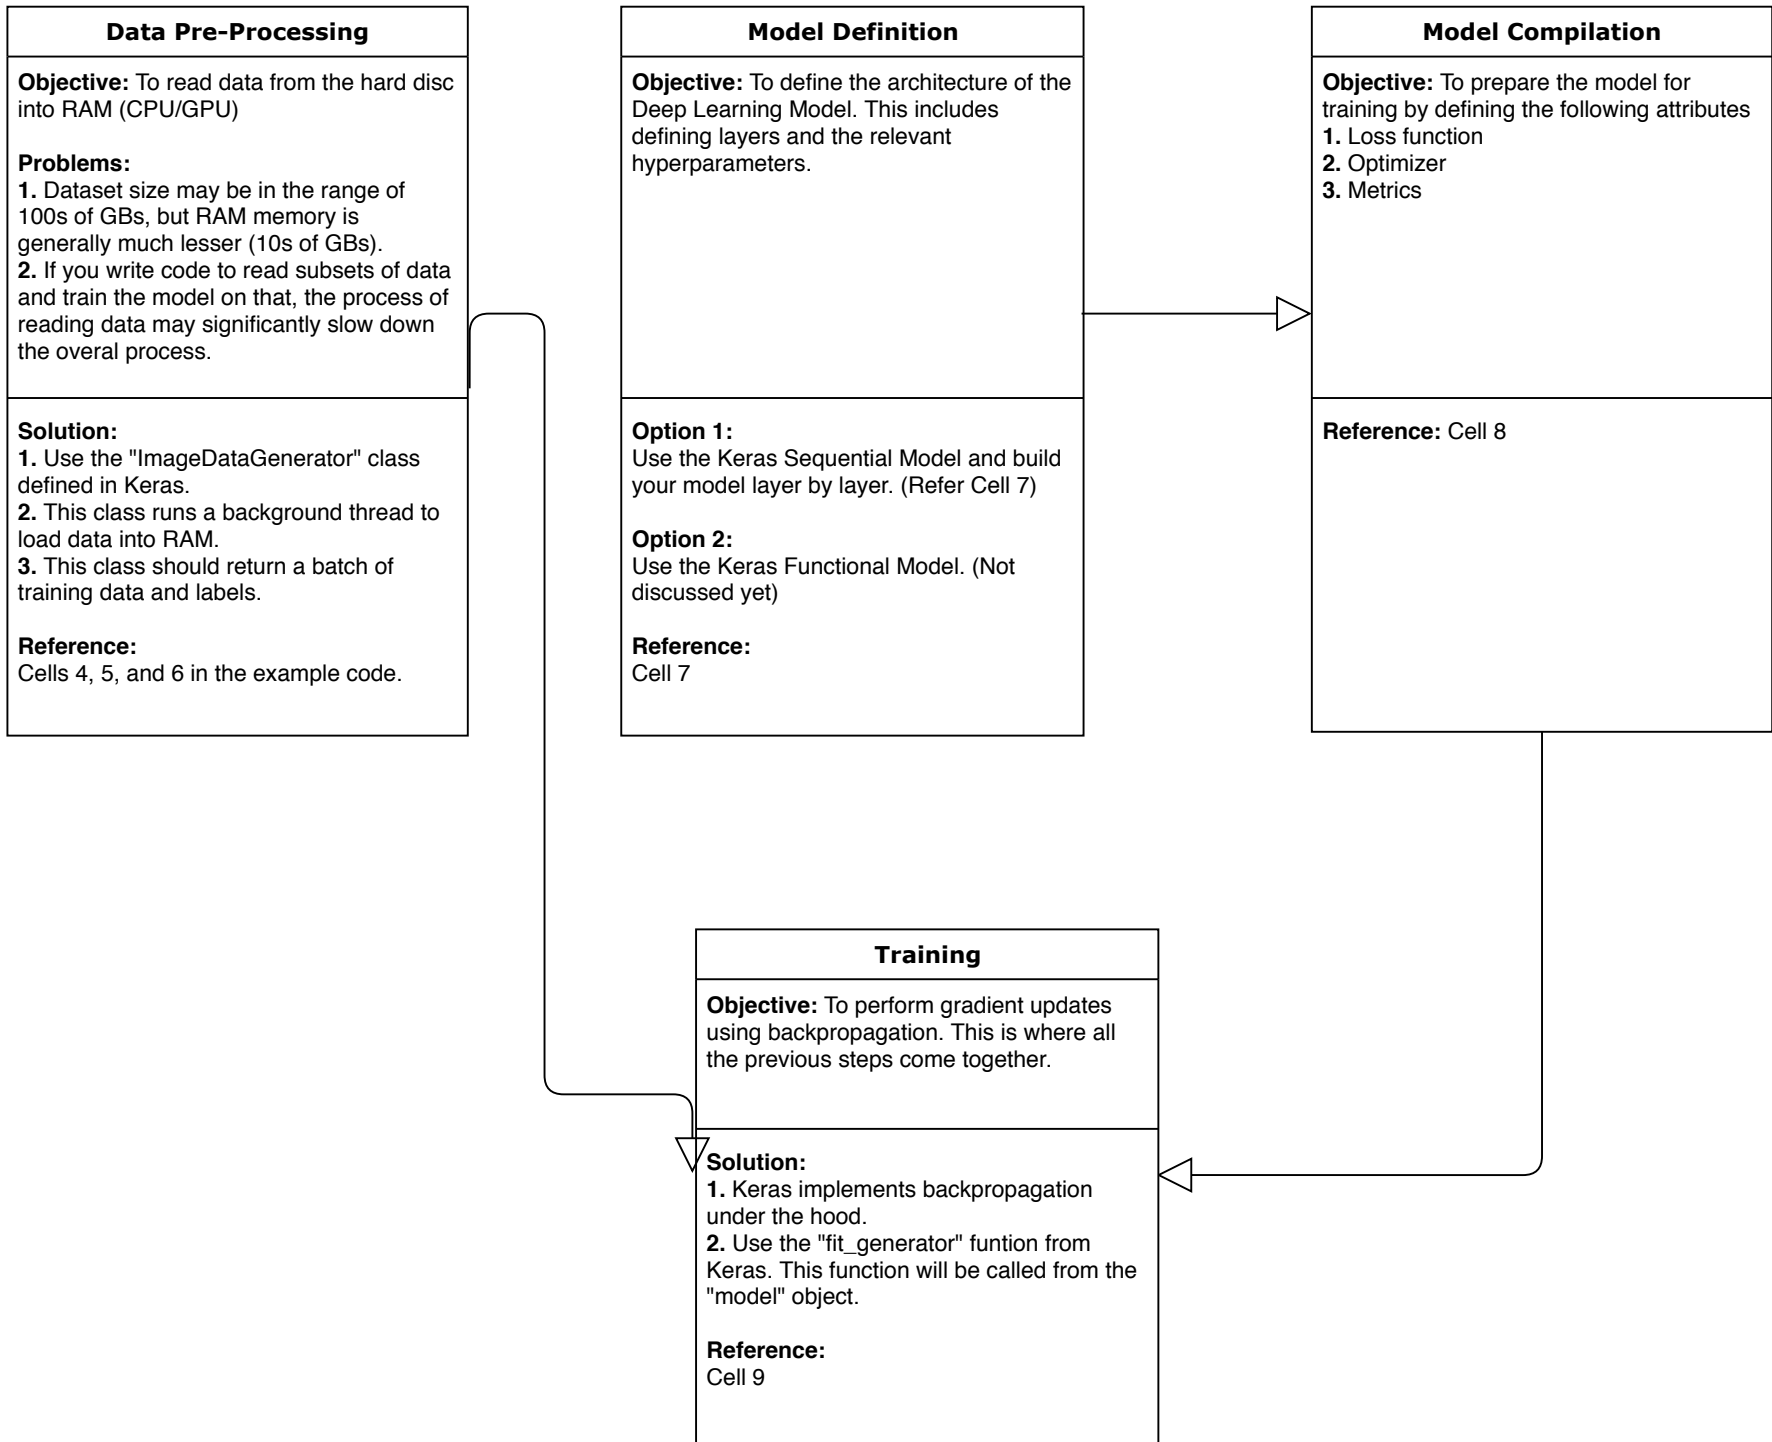 Data Pre-Processing
Objective: To read data from the hard disc
into RAM (CPU/GPU)
Problems:
1. Dataset size may be in the range of
100s of GBs, but RAM memory is
generally much lesser (10s of GBs).
2. If you write code to read subsets of data
and train the model on that, the process of
reading data may significantly slow down
the overal process.
Solution:
1. Use the "ImageDataGenerator" class
defined in Keras.
2. This class runs a background thread to
load data into RAM.
3. This class should return a batch of
training data and labels.
Reference:
Cells 4, 5, and 6 in the example code.
Model Definition
Objective: To define the architecture of the
Deep Learning Model. This includes
defining layers and the relevant
hyperparameters.
Option 1:
Use the Keras Sequential Model and build
your model layer by layer. (Refer Cell 7)
Option 2:
Use the Keras Functional Model. (Not
discussed yet)
Reference:
Cell 7
Model Compilation
Objective: To prepare the model for
training by defining the following attributes
1. Loss function
2. Optimizer
3. Metrics
Reference: Cell 8
Training
Objective: To perform gradient updates
using backpropagation. This is where all
the previous steps come together.
Solution:
1. Keras implements backpropagation
under the hood.
2. Use the "fit_generator" funtion from
Keras. This function will be called from the
"model" object.
Reference:
Cell 9